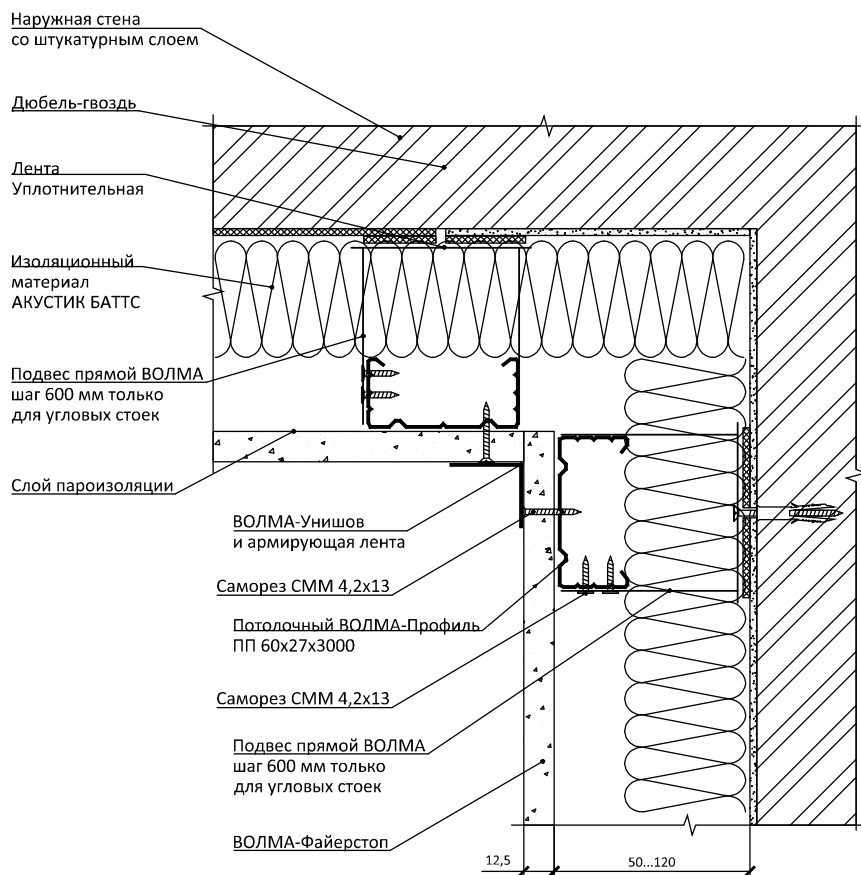 Наружная стена
со штукатурным слоем
Дюбель-гвоздь
Лента
Уплотнительная
Изоляционный
материал
АКУСТИК БАТТС
Подвес прямой ВОЛМА
шаг 600 мм только
для угловых стоек
Слой пароизоляции
ВОЛМА-Унишов
и армирующая лента
Саморез СММ 4,2х13
Потолочный ВОЛМА-Профиль
ПП 60х27х3000
Саморез СММ 4,2х13
Подвес прямой ВОЛМА
шаг 600 мм только
для угловых стоек
ВОЛМА-Файерстоп
12,5
50...120